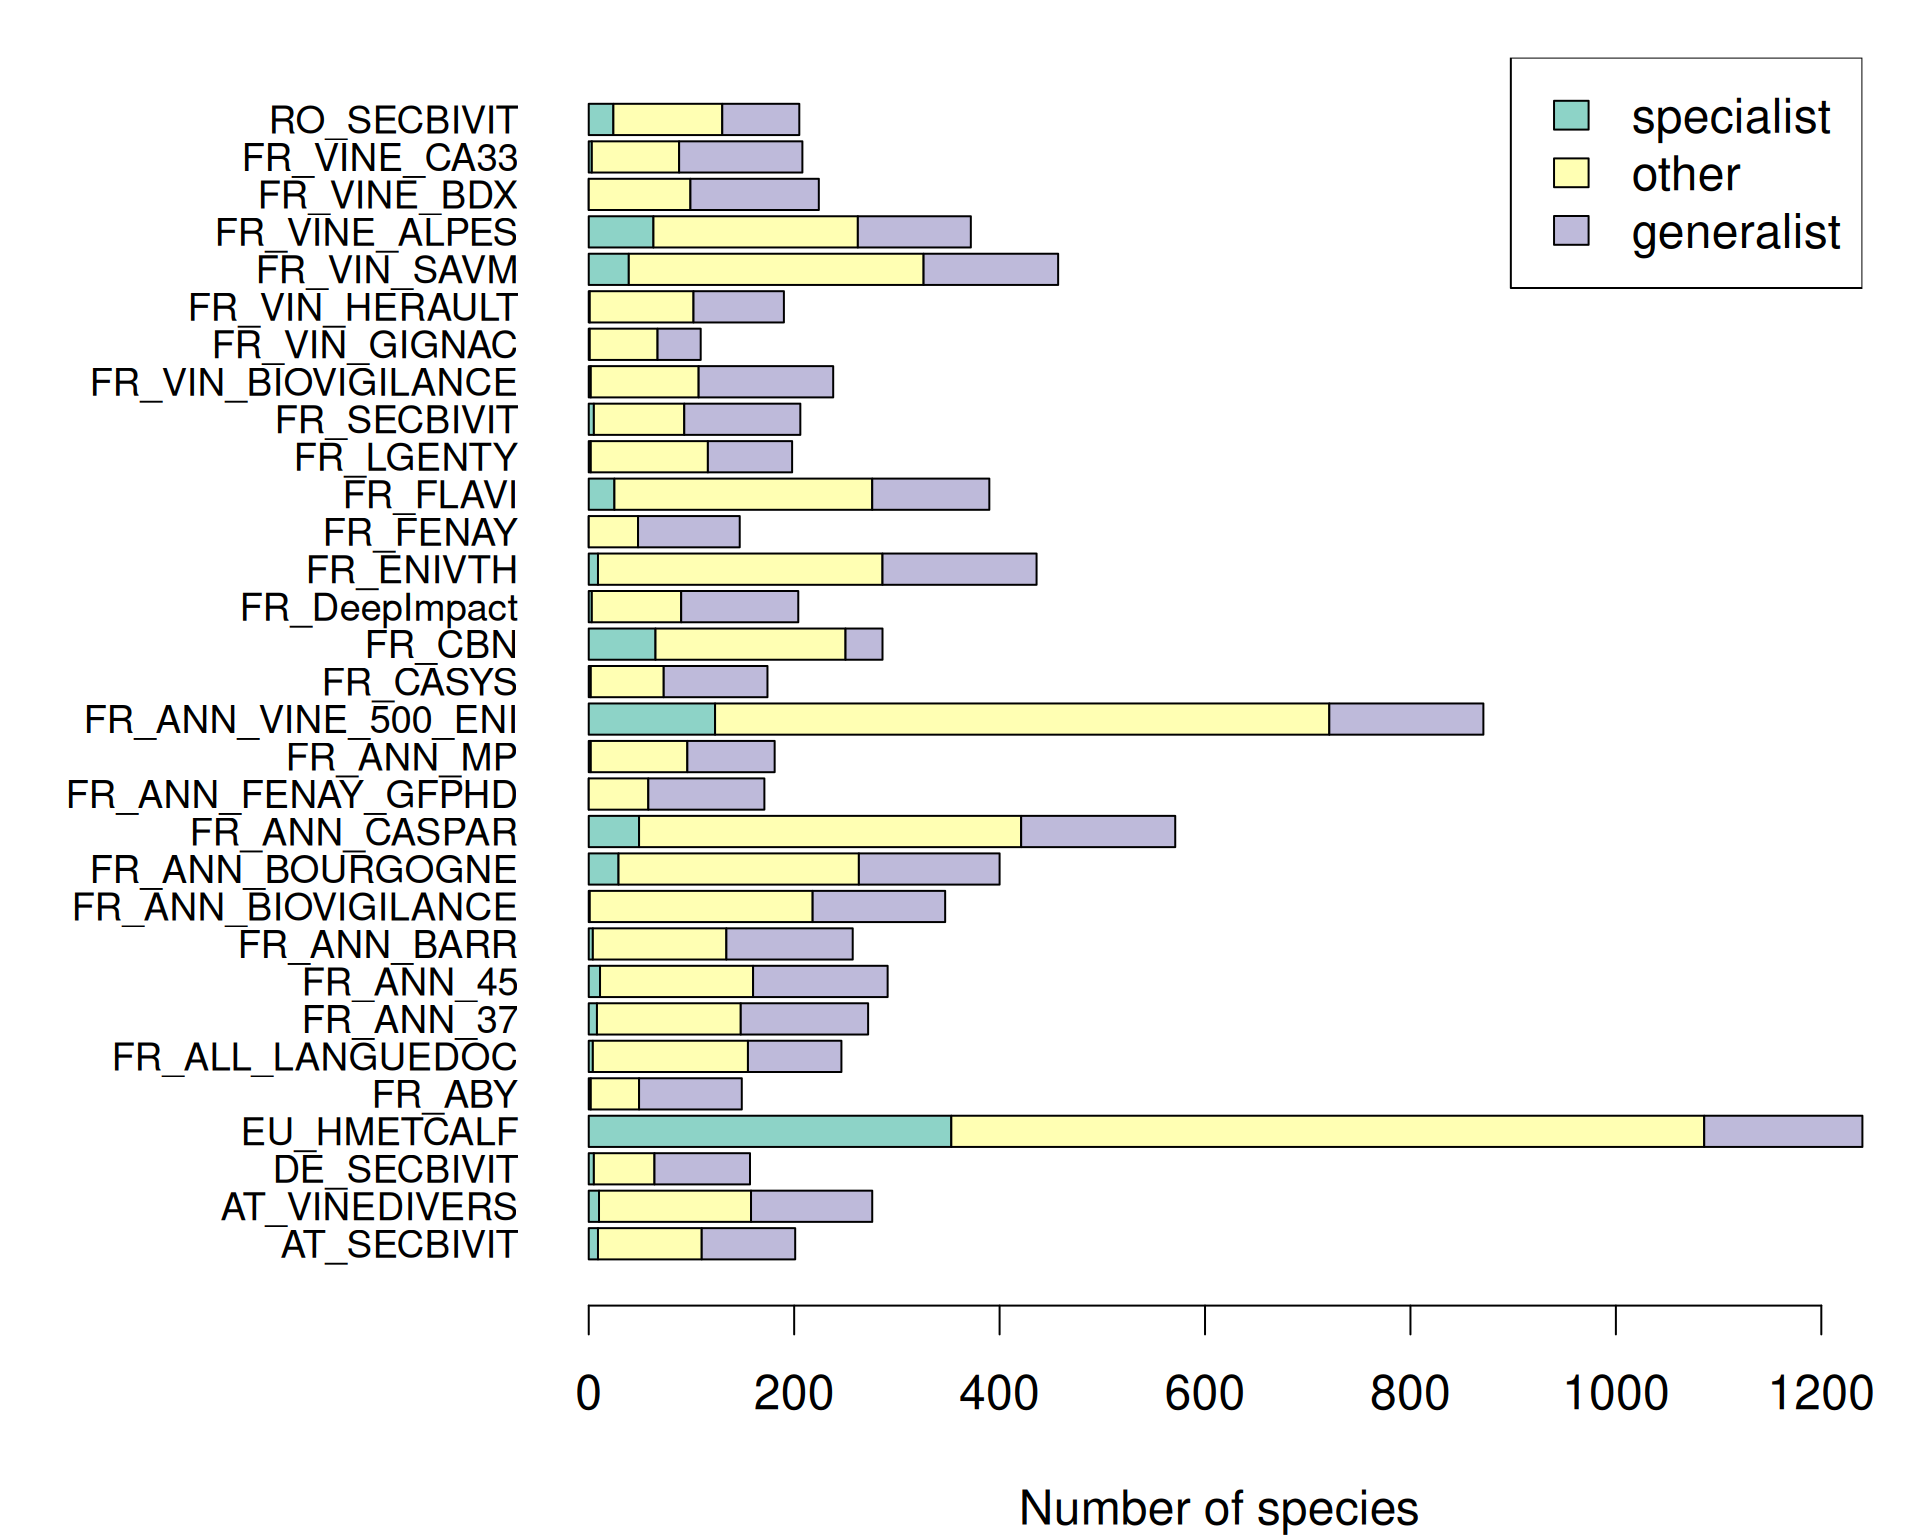 specialist
other
generalist
RO_SECBIVIT
FR_VINE_CA33
FR_VINE_BDX
FR_VINE_ALPES
FR_VIN_SAVM
FR_VIN_HERAULT
FR_VIN_GIGNAC
FR_VIN_BIOVIGILANCE
FR_SECBIVIT
FR_LGENTY
FR_FLAVI
FR_FENAY
FR_ENIVTH
FR_DeepImpact
FR_CBN
FR_CASYS
FR_ANN_VINE_500_ENI
FR_ANN_MP
FR_ANN_FENAY_GFPHD
FR_ANN_CASPAR
FR_ANN_BOURGOGNE
FR_ANN_BIOVIGILANCE
FR_ANN_BARR
FR_ANN_45
FR_ANN_37
FR_ALL_LANGUEDOC
FR_ABY
EU_HMETCALF
DE_SECBIVIT
AT_VINEDIVERS
AT_SECBIVIT
0 200 400 600 800 1000 1200
Number of species